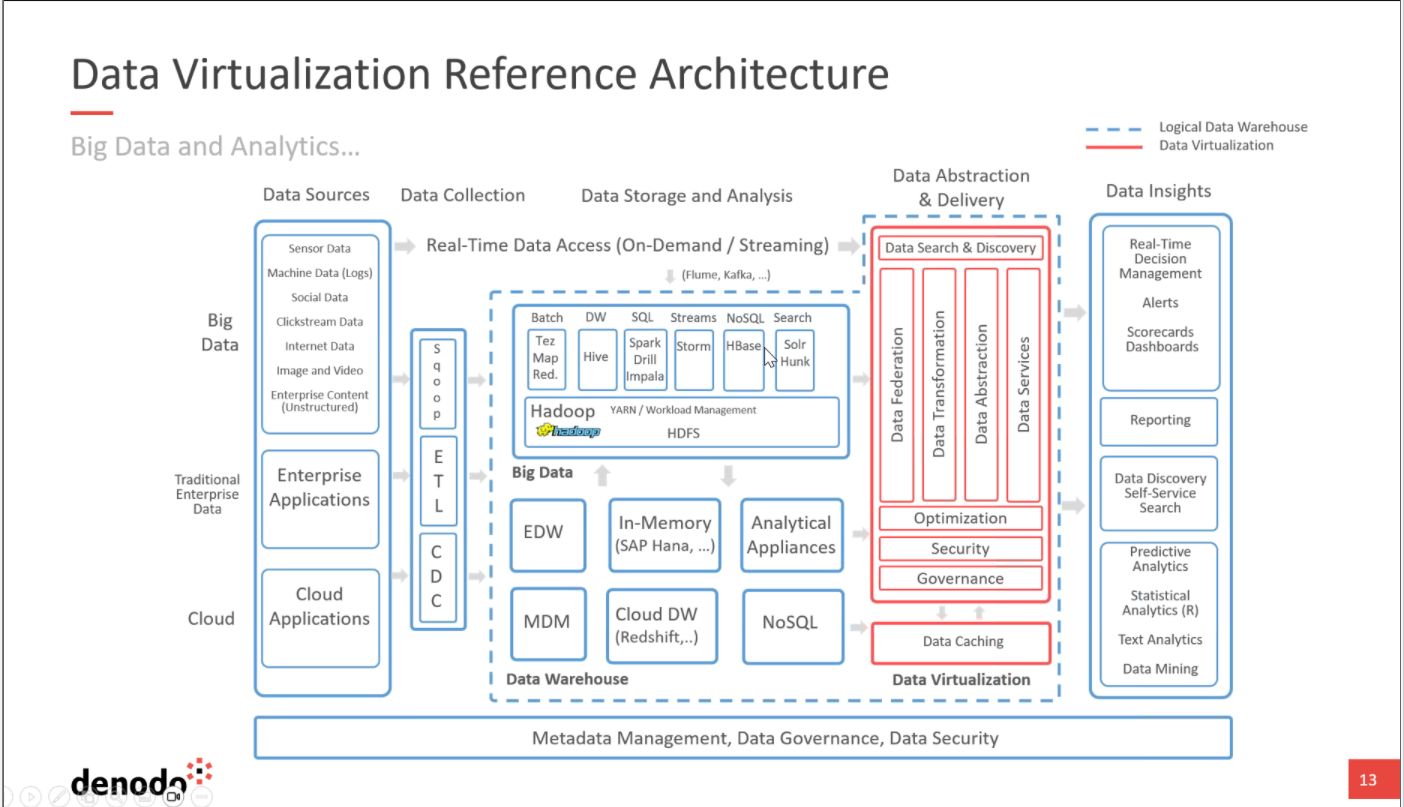 Data Virtualization Reference Architecture
Big Data and Analytics...
Logical Data Warehouse
Data Virtualization
Data Sources
Data Collection
Data Storage and Analysis
Data Abstraction
& Delivery
Data Insights
Big
Data
Traditional
Enterprise
Data
Cloud
Sensor Data
Machine Data (Logs)
Social Data
Clickstream Data
Internet Data
Image and Video
Enterprise Content
(Unstructured)
Enterprise
Applications
Cloud
Applications
Sqoop
ETL
CDC
Real-Time Data Access (On-Demand / Streaming)
(Flume, Kafka, ...)
Batch
DW
SQL
Streams
NoSQL
Search
Tez
Map
Red.
Hive
Spark
Drill
Impala
Storm
HBase
Solr
Hunk
Hadoop
YARN / Workload Management
hadoop
HDFS
Big Data
EDW
In-Memory
(SAP Hana, ...)
Analytical
Appliances
MDM
Cloud DW
(Redshift,..)
NoSQL
Data Warehouse
Data Search & Discovery
Data Federation
Data Transformation
Data Abstraction
Data Services
Optimization
Security
Governance
Data Caching
Data Virtualization
Real-Time
Decision
Management
Alerts
Scorecards
Dashboards
Reporting
Data Discovery
Self-Service
Search
Predictive
Analytics
Statistical
Analytics (R)
Text Analytics
Data Mining
Metadata Management, Data Governance, Data Security
denodo
13